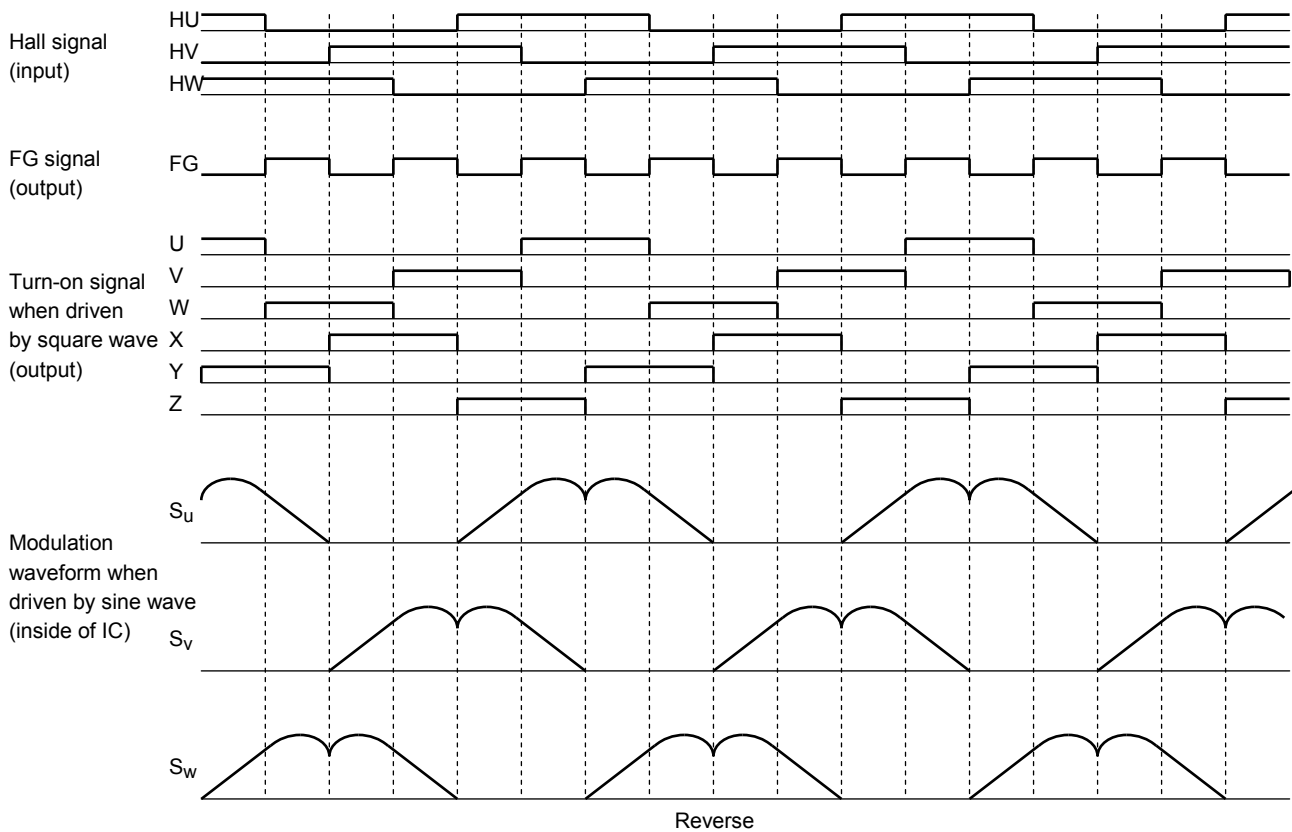 Hall signal
(input)
HU
HV
HW
FG signal
(output)
FG
Turn-on signal
when driven
by square wave
(output)
U
V
W
X
Y
Z
Modulation
waveform when
driven by sine wave
(inside of IC)
Su
Sv
Sw
Reverse